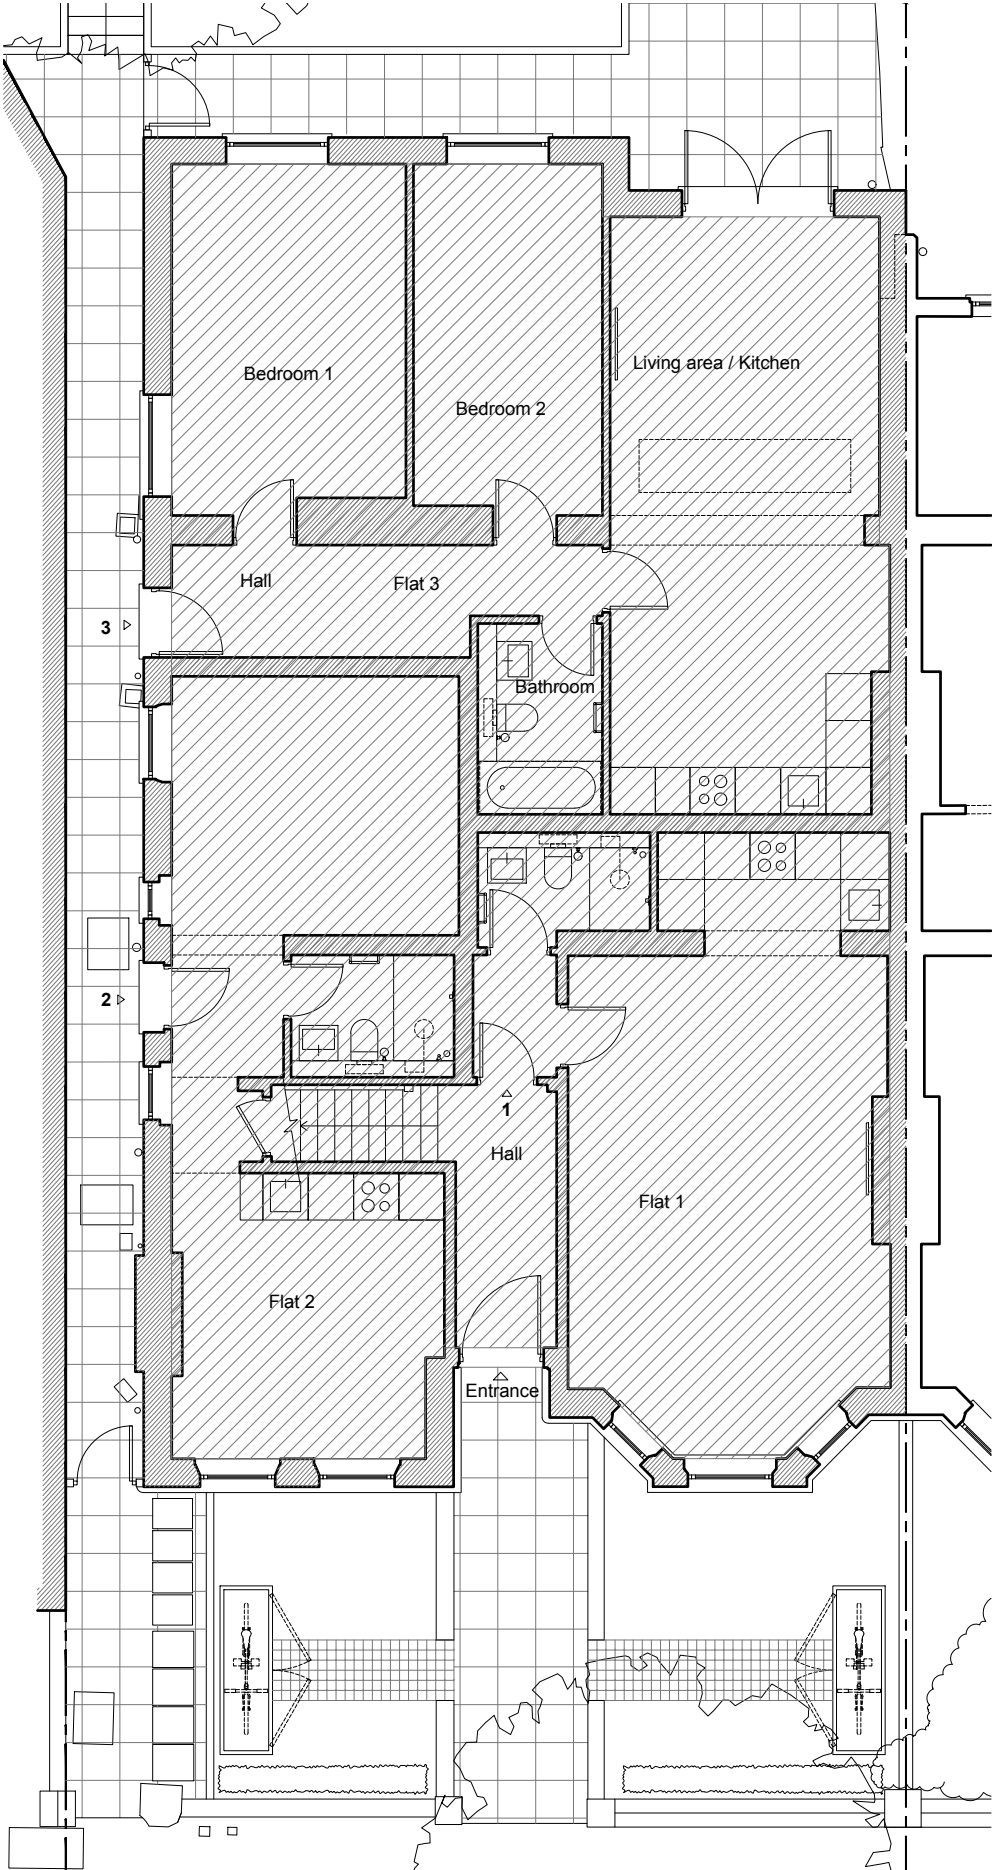 Bedroom 1
Bedroom 2
Living area / Kitchen
Hall
Flat 3
3
Bathroom
2
1
Hall
Flat 1
Flat 2
Entrance